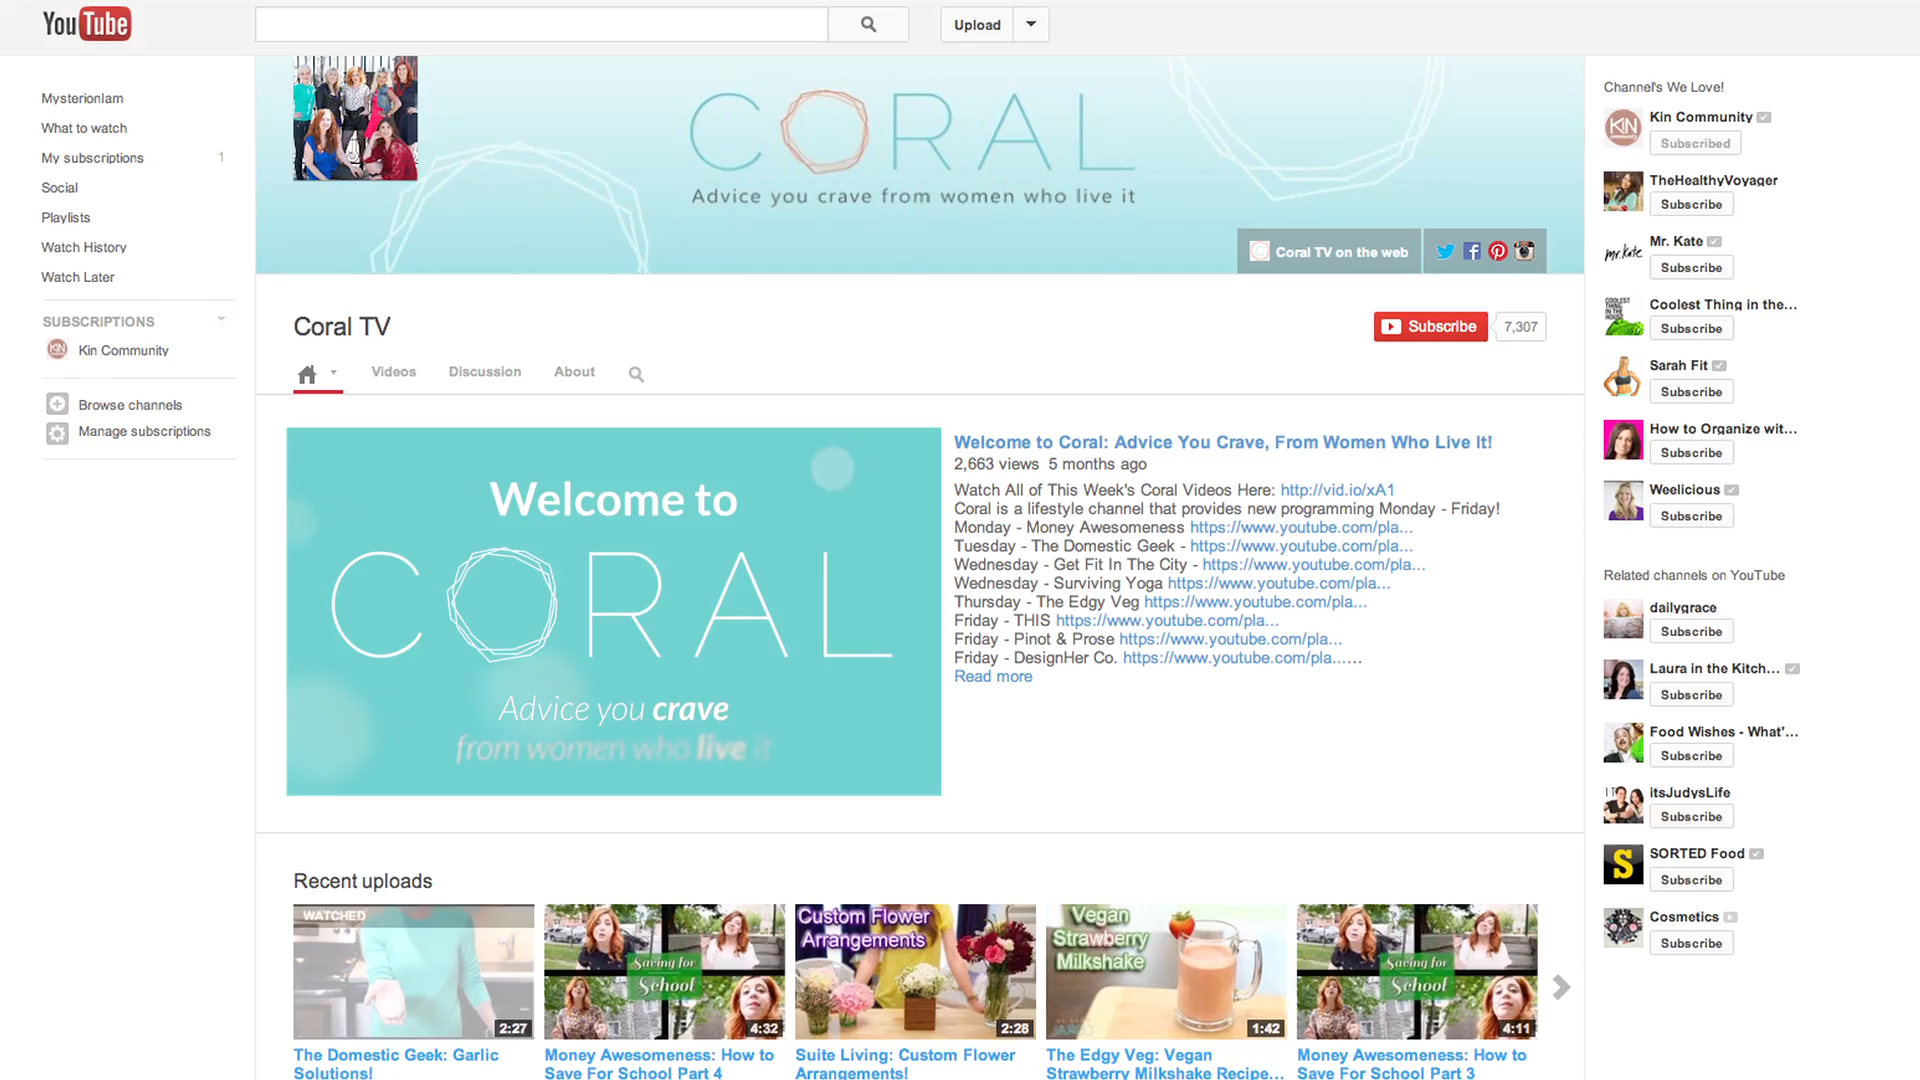 YouTube
Upload
MysterionIam
What to watch
My subscriptions 1
Social
Playlists
Watch History
Watch Later
SUBSCRIPTIONS
Kin Community
Browse channels
Manage subscriptions
CORAL
Advice you crave from women who live it
Coral TV on the web
Coral TV
Subscribe 7,307
Videos Discussion About
Welcome to
CORAL
Advice you crave
from women who live it
Welcome to Coral: Advice You Crave, From Women Who Live It!
2,663 views 5 months ago
Watch All of This Week's Coral Videos Here: http://vid.io/xA1
Coral is a lifestyle channel that provides new programming Monday - Friday!
Monday - Money Awesomeness https://www.youtube.com/pla...
Tuesday - The Domestic Geek - https://www.youtube.com/pla...
Wednesday - Get Fit In The City - https://www.youtube.com/pla...
Wednesday - Surviving Yoga https://www.youtube.com/pla...
Thursday - The Edgy Veg https://www.youtube.com/pla...
Friday - THIS https://www.youtube.com/pla...
Friday - Pinot & Prose https://www.youtube.com/pla...
Friday - DesignHer Co. https://www.youtube.com/pla......
Read more
Recent uploads
WATCHED
2:27
The Domestic Geek: Garlic
Solutions!
Saving for
School
4:32
Money Awesomeness: How to
Save For School Part 4
Custom Flower
Arrangements
2:28
Suite Living: Custom Flower
Arrangements!
Vegan
Strawberry
Milkshake
1:42
The Edgy Veg: Vegan
Strawberry Milkshake Recipe...
Saving for
School
4:11
Money Awesomeness: How to
Save For School Part 3
Channel's We Love!
KIN
Kin Community
Subscribed
TheHealthyVoyager
Subscribe
mr.kate
Mr. Kate
Subscribe
COOLEST
THING
IN THE
HOUSE
Coolest Thing in the...
Subscribe
Sarah Fit
Subscribe
How to Organize wit...
Subscribe
Weelicious
Subscribe
Related channels on YouTube
dailygrace
Subscribe
Laura in the Kitch...
Subscribe
Food Wishes - What'...
Subscribe
itsJudysLife
Subscribe
S
SORTED Food
Subscribe
Cosmetics
Subscribe